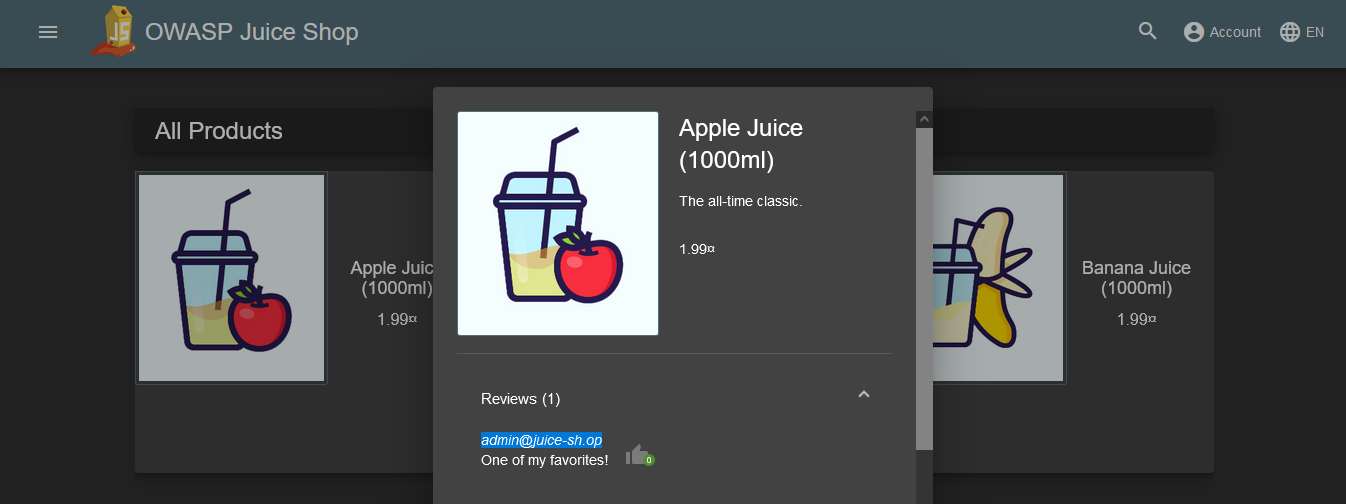 OWASP Juice Shop
Account
EN
All Products
Apple Juice
(1000ml)
The all-time classic.
1.99¤
Reviews (1)
admin@juice-sh.op
One of my favorites!
0
Apple Juic
(1000ml)
1.99¤
Banana Juice
(1000ml)
1.99¤
JS